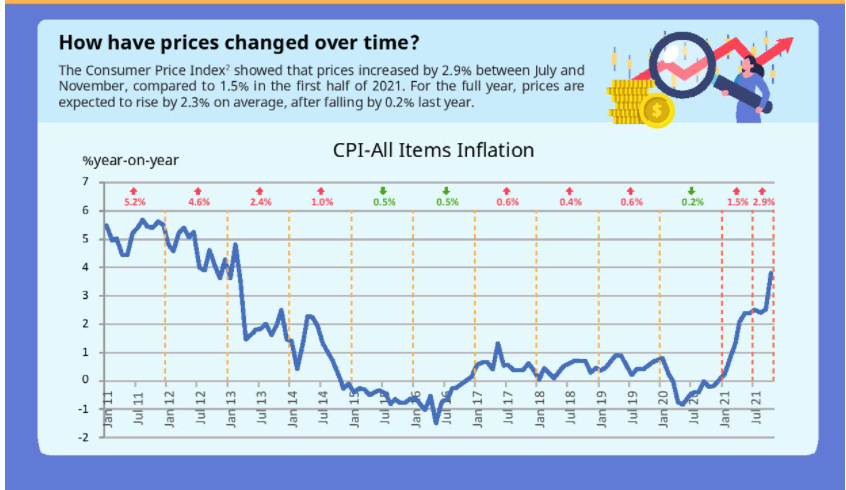 How have prices changed over time?
The Consumer Price Index² showed that prices increased by 2.9% between July and
November, compared to 1.5% in the first half of 2021. For the full year, prices are
expected to rise by 2.3% on average, after falling by 0.2% last year.
$
CPI-All Items Inflation
%year-on-year
7
5.2% 4.6% 2.4% 1.0% 0.5% 0.5% 0.6% 0.4% 0.6% 0.2% 1.5% 2.9%
6
5
4
3
2
1
0
-1
-2
Jan 11 Jul 11 Jan 12 Jul 12 Jan 13 Jul 13 Jan 14 Jul 14 Jan 15 Jul 15 Jan 16 Jul 16 Jan 17 Jul 17 Jan 18 Jul 18 Jan 19 Jul 19 Jan 20 Jul 20 Jan 21 Jul 21